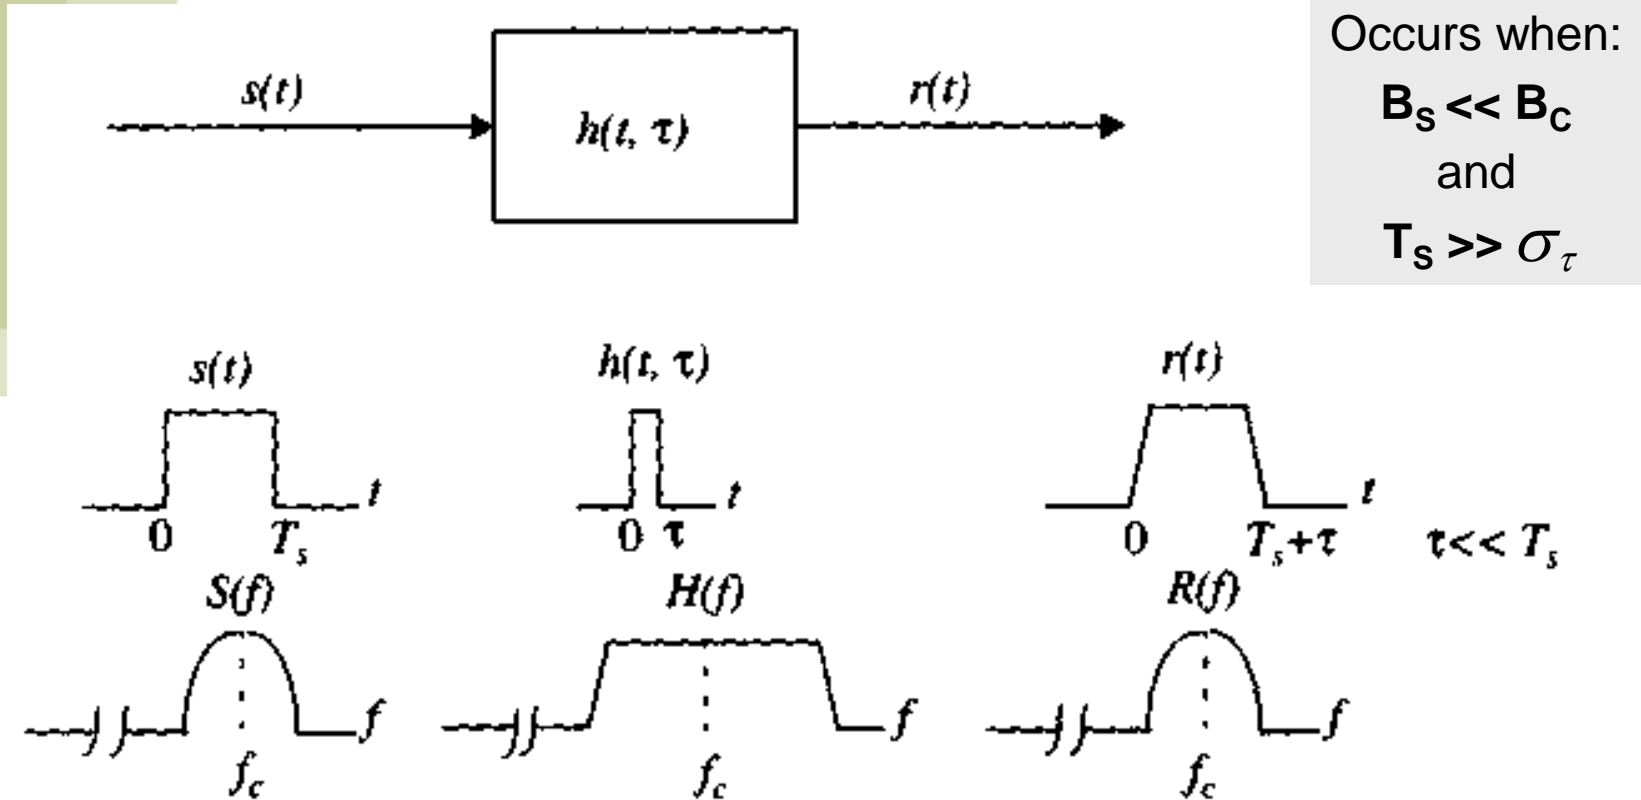 Occurs when:
B_S << B_C
and
T_S >> σ_τ
s(t)
h(t, τ)
r(t)
s(t)
h(t, τ)
r(t)
t
t
t
0 T_s
0 τ
0 T_s+τ
τ<< T_s
S(f)
H(f)
R(f)
f
f
f
f_c
f_c
f_c